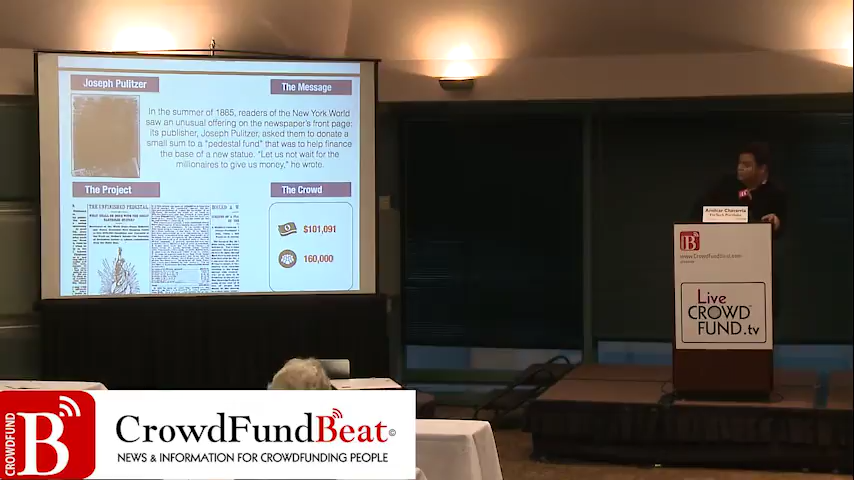 Joseph Pulitzer
The Message
In the summer of 1885, readers of the New York World
saw an unusual offering on the newspaper's front page:
its publisher, Joseph Pulitzer, asked them to donate a
small sum to a "pedestal fund" that was to help finance
the base of a new statue. "Let us not wait for the
millionaires to give us money," he wrote.
The Project
The Crowd
THE UNFINISHED PEDESTAL
$101,091
160,000
B
www.CrowdFundBeat.com
Live
CROWD
FUND.tv
CROWDFUND
B
CrowdFundBeat©
NEWS & INFORMATION FOR CROWDFUNDING PEOPLE